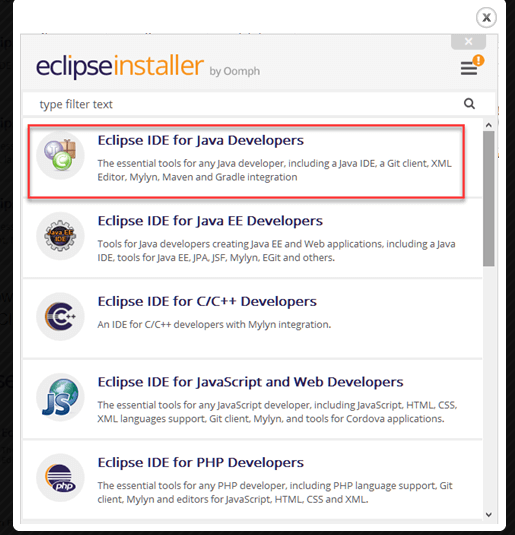 eclipseinstaller by Oomph
type filter text
Eclipse IDE for Java Developers
The essential tools for any Java developer, including a Java IDE, a Git client, XML
Editor, Mylyn, Maven and Gradle integration
Java EE
IDE
Eclipse IDE for Java EE Developers
Tools for Java developers creating Java EE and Web applications, including a Java
IDE, tools for Java EE, JPA, JSF, Mylyn, EGit and others.
C++
Eclipse IDE for C/C++ Developers
An IDE for C/C++ developers with Mylyn integration.
JS
Eclipse IDE for JavaScript and Web Developers
The essential tools for any JavaScript developer, including JavaScript, HTML, CSS,
XML languages support, Git client, Mylyn, and tools for Cordova applications.
php
Eclipse IDE for PHP Developers
The essential tools for any PHP developer, including PHP language support, Git
client, Mylyn and editors for JavaScript, HTML, CSS and XML.